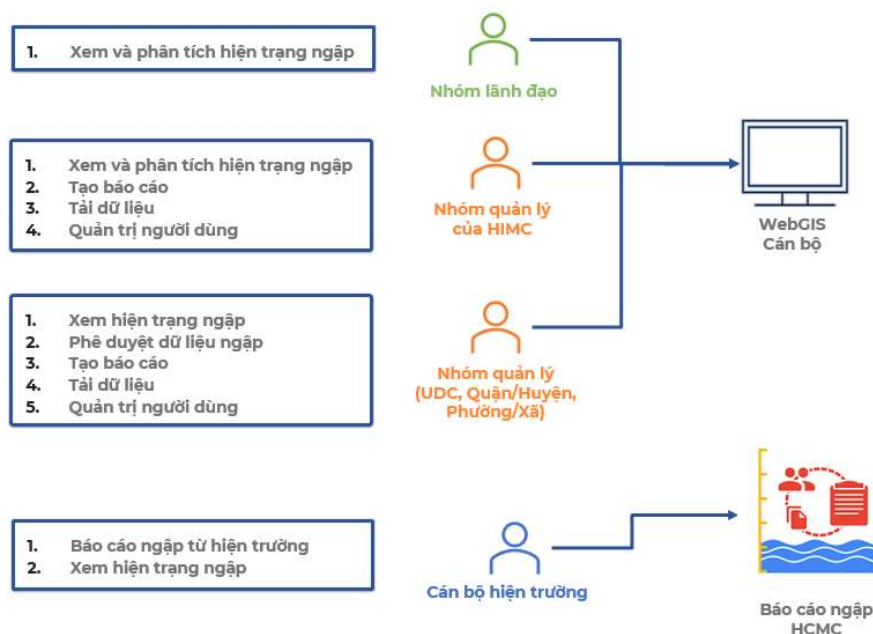 1. Xem và phân tích hiện trạng ngập
Nhóm lãnh đạo
1. Xem và phân tích hiện trạng ngập
2. Tạo báo cáo
3. Tải dữ liệu
4. Quản trị người dùng
Nhóm quản lý
của HIMC
WebGIS
Cán bộ
1. Xem hiện trạng ngập
2. Phê duyệt dữ liệu ngập
3. Tạo báo cáo
4. Tải dữ liệu
5. Quản trị người dùng
Nhóm quản lý
(UDC, Quận/Huyện,
Phường/Xã)
1. Báo cáo ngập từ hiện trường
2. Xem hiện trạng ngập
Cán bộ hiện trường
Báo cáo ngập
HCMC